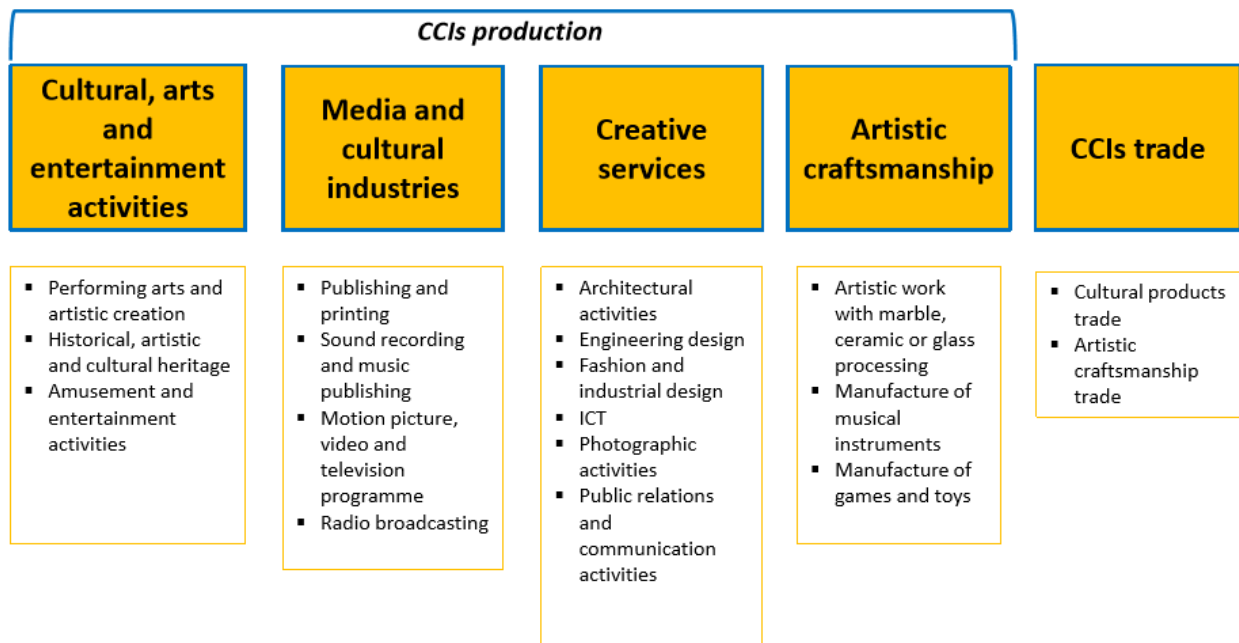 CCIs production
Cultural, arts
and
entertainment
activities
Media and
cultural
industries
Creative
services
Artistic
craftsmanship
CCIs trade
▪ Performing arts and
artistic creation
▪ Historical, artistic
and cultural heritage
▪ Amusement and
entertainment
activities
▪ Publishing and
printing
▪ Sound recording
and music
publishing
▪ Motion picture,
video and
television
programme
▪ Radio broadcasting
▪ Architectural
activities
▪ Engineering design
▪ Fashion and
industrial design
▪ ICT
▪ Photographic
activities
▪ Public relations
and
communication
activities
▪ Artistic work
with marble,
ceramic or glass
processing
▪ Manufacture of
musical
instruments
▪ Manufacture of
games and toys
▪ Cultural products
trade
▪ Artistic
craftsmanship
trade